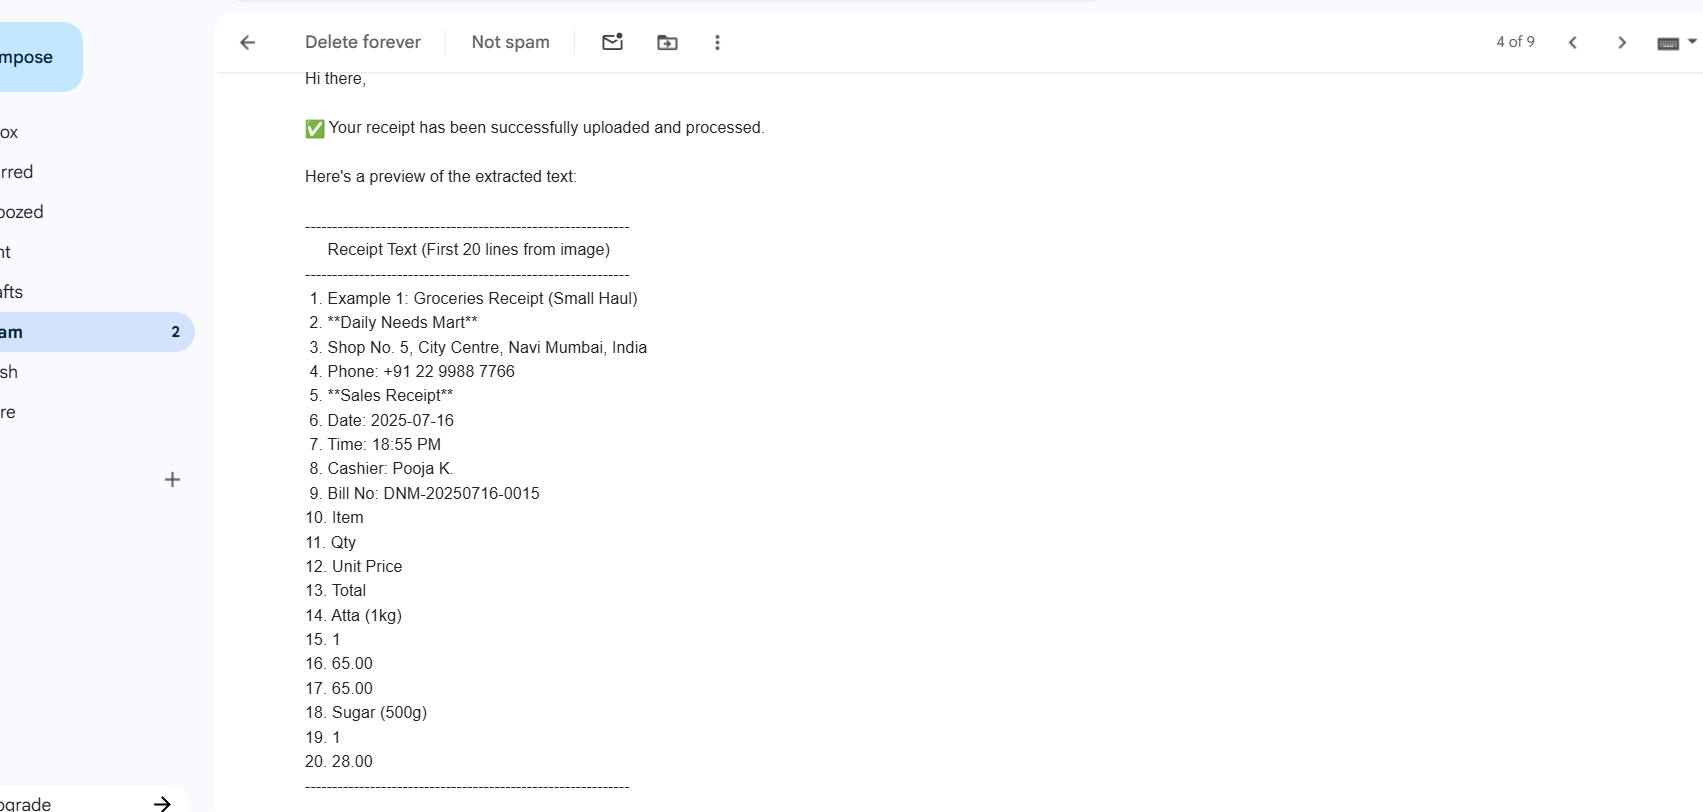 mpose
Delete forever
Not spam
4 of 9
ox
rred
oozed
nt
afts
am 2
sh
re
ograde
Hi there,
✅ Your receipt has been successfully uploaded and processed.
Here's a preview of the extracted text:
------------------------------------------------------------
Receipt Text (First 20 lines from image)
------------------------------------------------------------
1. Example 1: Groceries Receipt (Small Haul)
2. **Daily Needs Mart**
3. Shop No. 5, City Centre, Navi Mumbai, India
4. Phone: +91 22 9988 7766
5. **Sales Receipt**
6. Date: 2025-07-16
7. Time: 18:55 PM
8. Cashier: Pooja K.
9. Bill No: DNM-20250716-0015
10. Item
11. Qty
12. Unit Price
13. Total
14. Atta (1kg)
15. 1
16. 65.00
17. 65.00
18. Sugar (500g)
19. 1
20. 28.00
------------------------------------------------------------